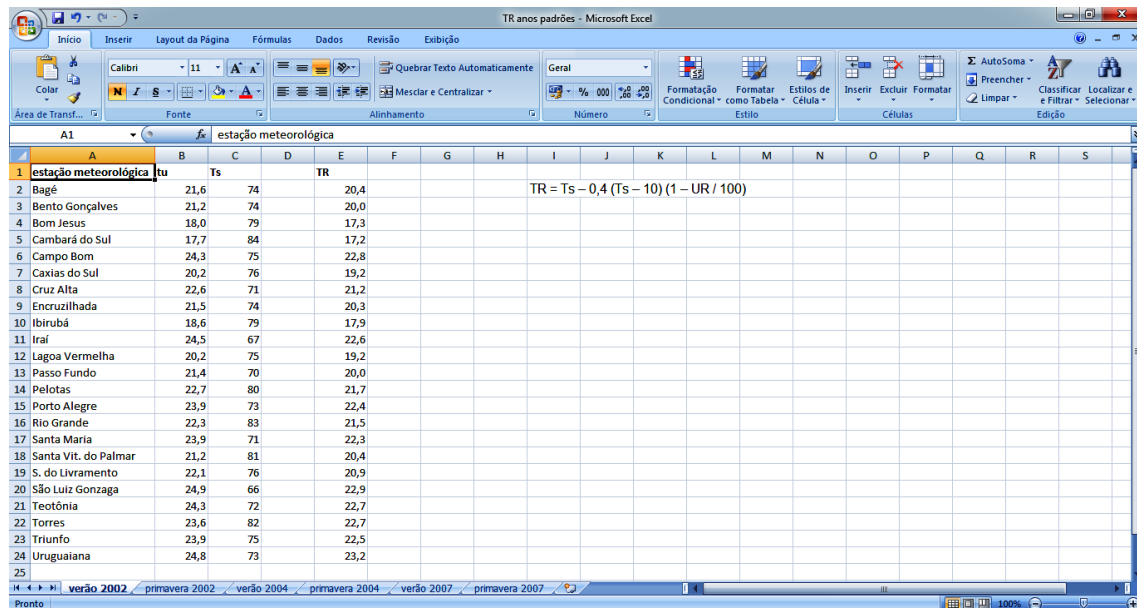 TR anos padrões - Microsoft Excel
Início Inserir Layout da Página Fórmulas Dados Revisão Exibição
Colar
Calibri 11
N I S
Quebrar Texto Automaticamente
Mesclar e Centralizar
Geral
% 000
Formatação Condicional
Formatar como Tabela
Estilos de Célula
Inserir Excluir Formatar
Σ AutoSoma
Preencher
Limpar
Classificar e Filtrar
Localizar e Selecionar
Área de Transf... Fonte Alinhamento Número Estilo Células Edição
A1 fx estação meteorológica
A B C D E F G H I J K L M N O P Q R S
1 estação meteorológica tu Ts TR
2 Bagé 21,6 74 20,4 TR = Ts – 0,4 (Ts – 10) (1 – UR / 100)
3 Bento Gonçalves 21,2 74 20,0
4 Bom Jesus 18,0 79 17,3
5 Cambará do Sul 17,7 84 17,2
6 Campo Bom 24,3 75 22,8
7 Caxias do Sul 20,2 76 19,2
8 Cruz Alta 22,6 71 21,2
9 Encruzilhada 21,5 74 20,3
10 Ibirubá 18,6 79 17,9
11 Iraí 24,5 67 22,6
12 Lagoa Vermelha 20,2 75 19,2
13 Passo Fundo 21,4 70 20,0
14 Pelotas 22,7 80 21,7
15 Porto Alegre 23,9 73 22,4
16 Rio Grande 22,3 83 21,5
17 Santa Maria 23,9 71 22,3
18 Santa Vit. do Palmar 21,2 81 20,4
19 S. do Livramento 22,1 76 20,9
20 São Luiz Gonzaga 24,9 66 22,9
21 Teotônia 24,3 72 22,7
22 Torres 23,6 82 22,7
23 Triunfo 23,9 75 22,5
24 Uruguaiana 24,8 73 23,2
25
verão 2002 primavera 2002 verão 2004 primavera 2004 verão 2007 primavera 2007
Pronto 100%